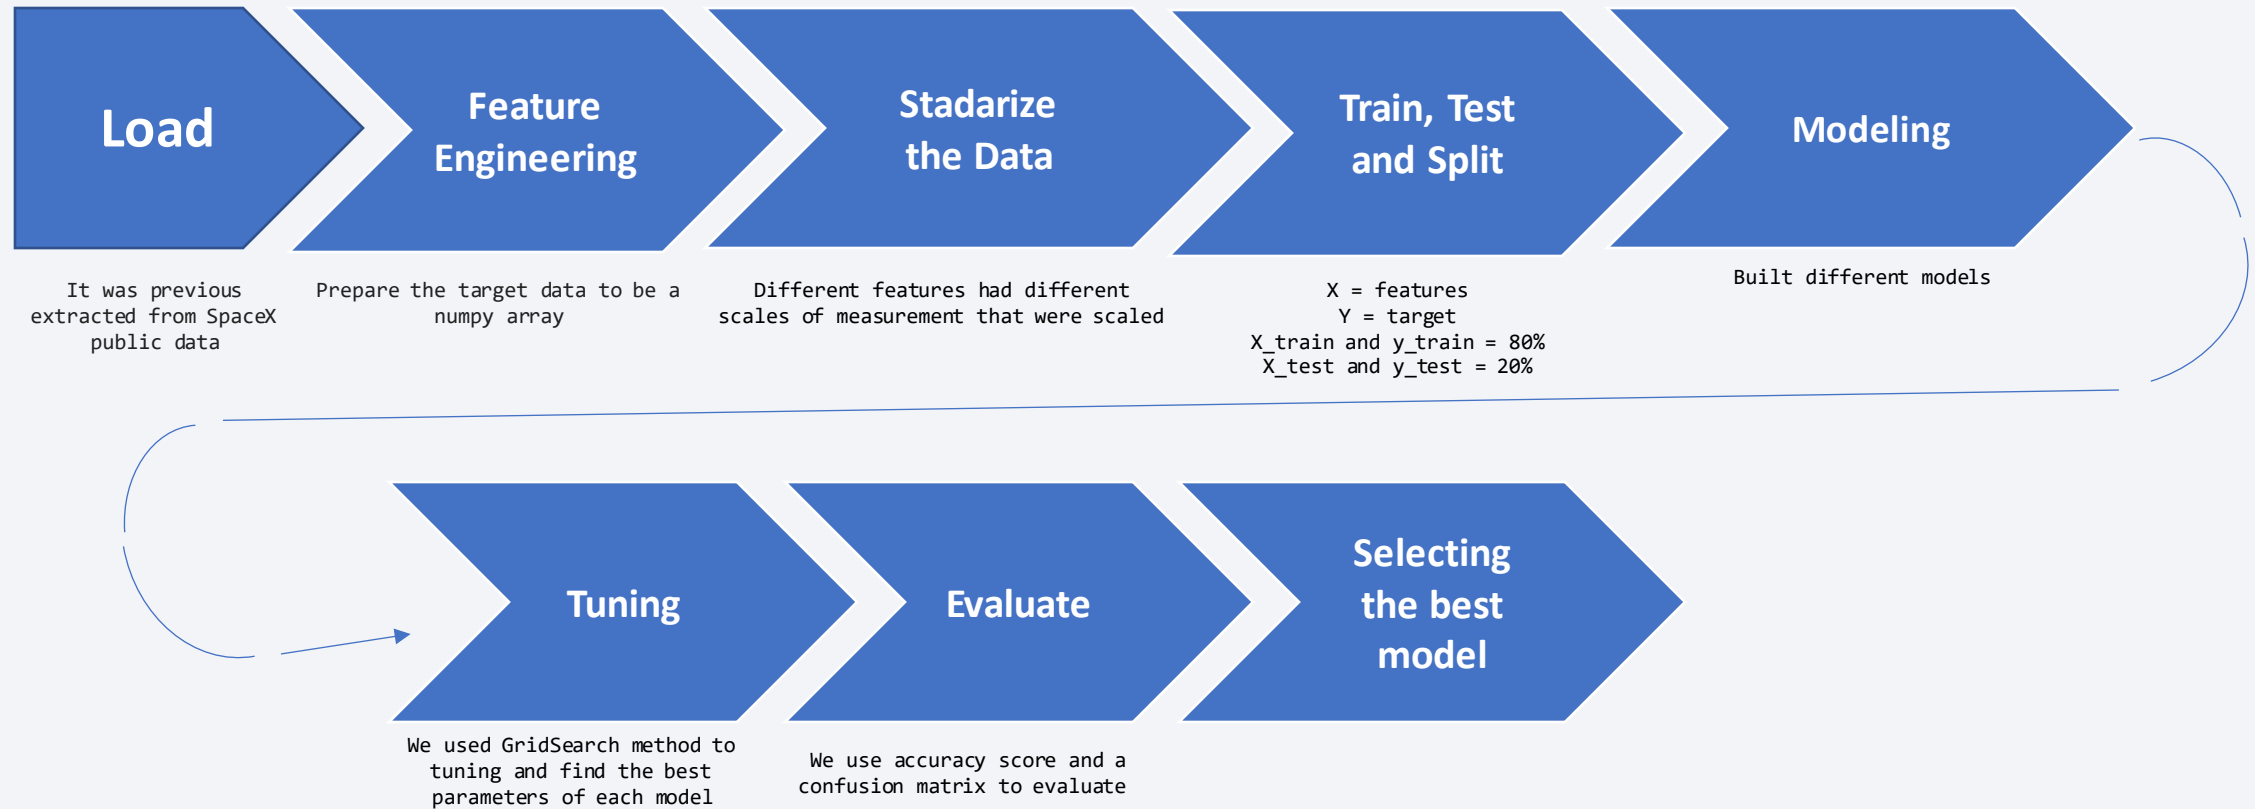 Load
Feature
Engineering
Stadarize
the Data
Train, Test
and Split
Modeling
It was previous
extracted from SpaceX
public data
Prepare the target data to be a
numpy array
Different features had different
scales of measurement that were scaled
X = features
Y = target
X_train and y_train = 80%
X_test and y_test = 20%
Built different models
Tuning
Evaluate
Selecting
the best
model
We used GridSearch method to
tuning and find the best
parameters of each model
We use accuracy score and a
confusion matrix to evaluate